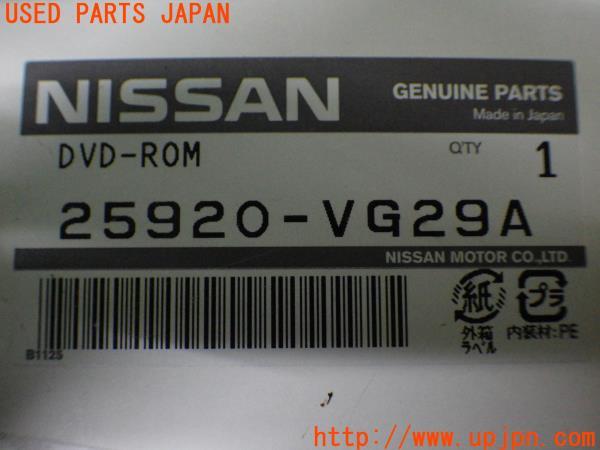 USED PARTS JAPAN
NISSAN
GENUINE PARTS
Made in Japan
DVD-ROM
Q'TY 1
25920-VG29A
NISSAN MOTOR CO.,LTD.
紙 プラ
外箱 内装材:PE
ラベル
B1125
http://www.upjpn.com